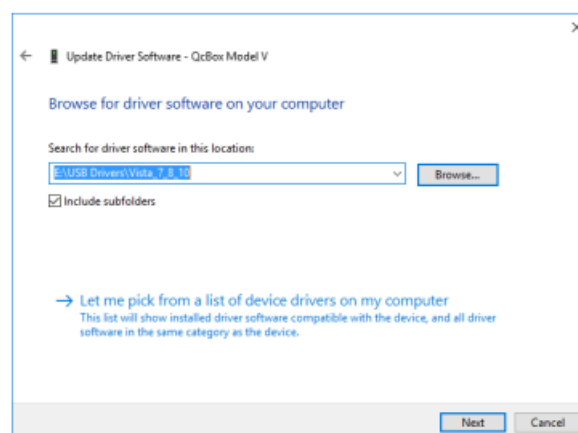 Update Driver Software - QcBox Model V
Browse for driver software on your computer
Search for driver software in this location:
E:\USB Drivers\Vista_7_8_10
Browse...
Include subfolders
Let me pick from a list of device drivers on my computer
This list will show installed driver software compatible with the device, and all driver
software in the same category as the device.
Next
Cancel